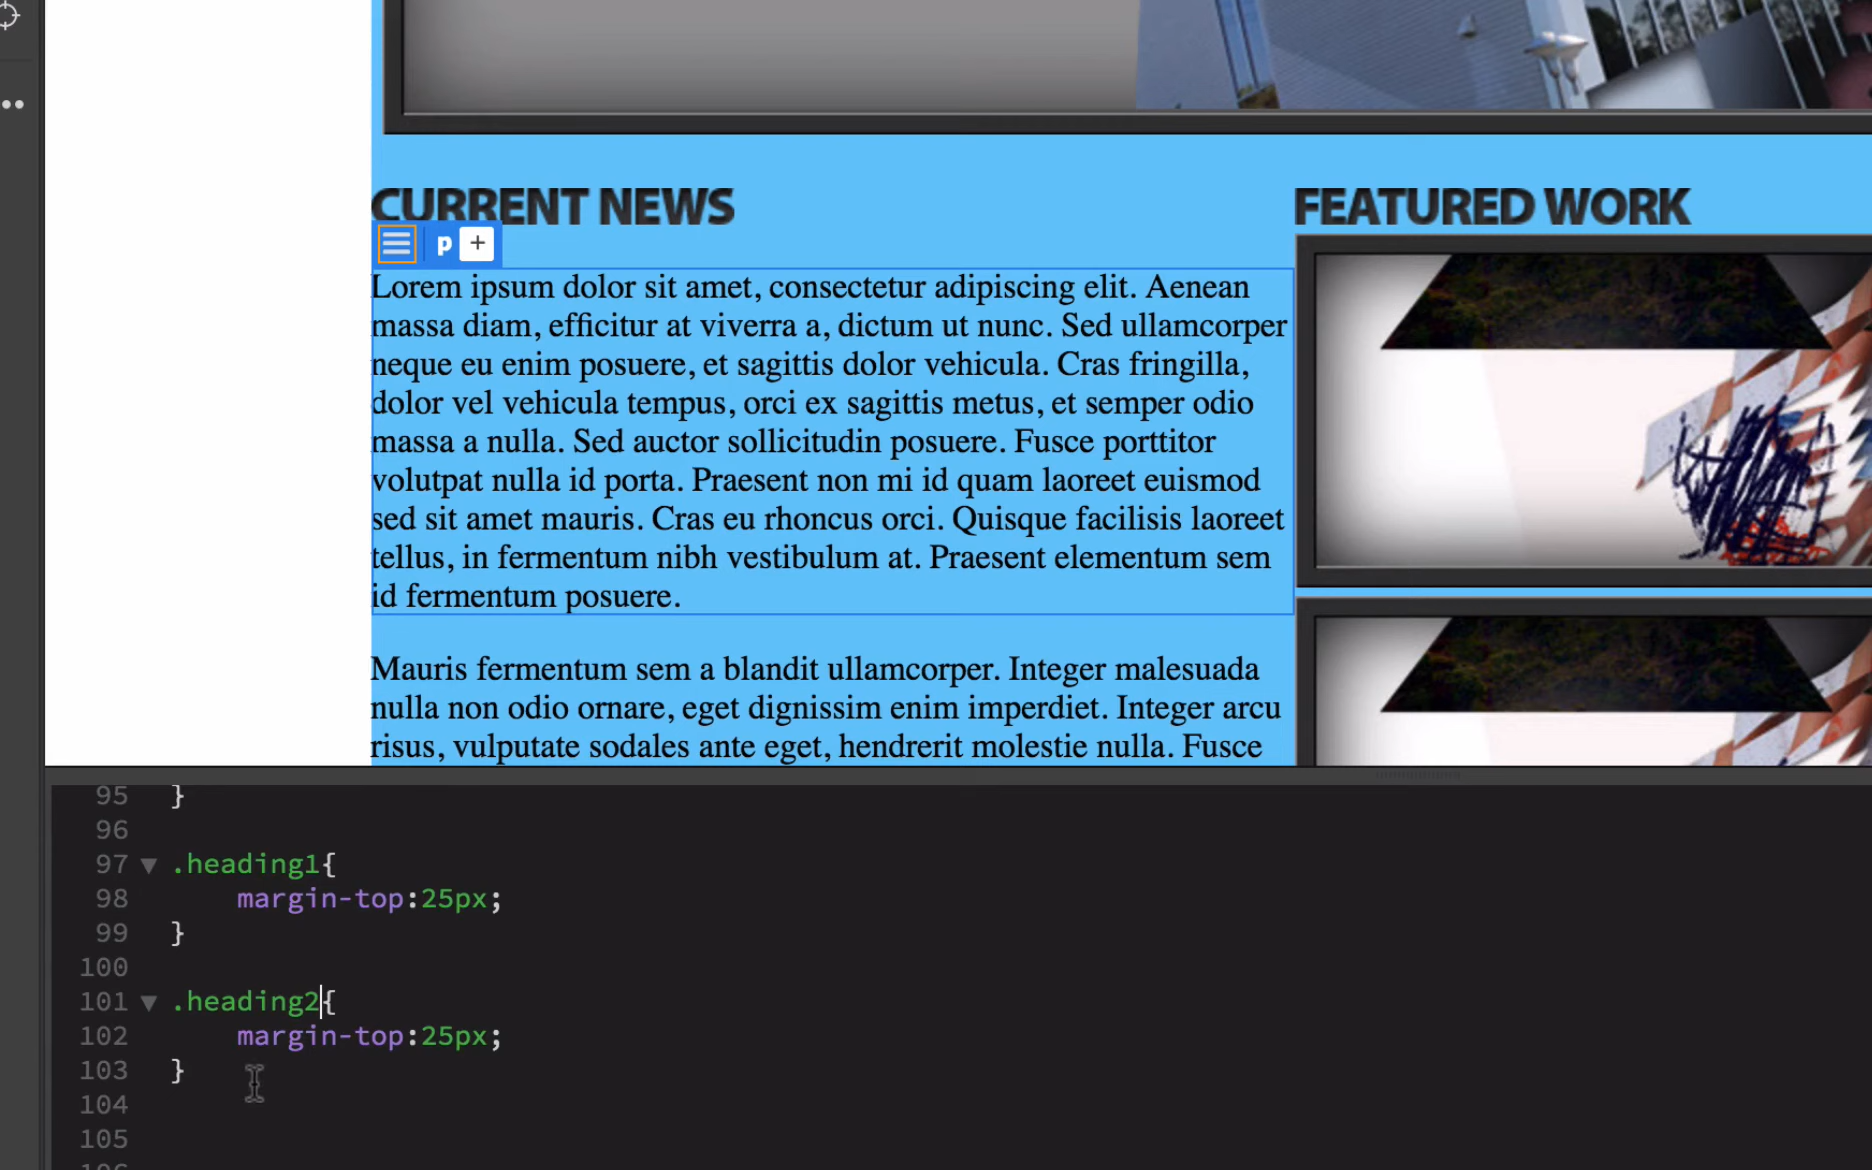 CURRENT NEWS
FEATURED WORK
p +
Lorem ipsum dolor sit amet, consectetur adipiscing elit. Aenean
massa diam, efficitur at viverra a, dictum ut nunc. Sed ullamcorper
neque eu enim posuere, et sagittis dolor vehicula. Cras fringilla,
dolor vel vehicula tempus, orci ex sagittis metus, et semper odio
massa a nulla. Sed auctor sollicitudin posuere. Fusce porttitor
volutpat nulla id porta. Praesent non mi id quam laoreet euismod
sed sit amet mauris. Cras eu rhoncus orci. Quisque facilisis laoreet
tellus, in fermentum nibh vestibulum at. Praesent elementum sem
id fermentum posuere.
Mauris fermentum sem a blandit ullamcorper. Integer malesuada
nulla non odio ornare, eget dignissim enim imperdiet. Integer arcu
risus, vulputate sodales ante eget, hendrerit molestie nulla. Fusce
95 }
96
97 .heading1{
98 margin-top:25px;
99 }
100
101 .heading2{
102 margin-top:25px;
103 }
104
105